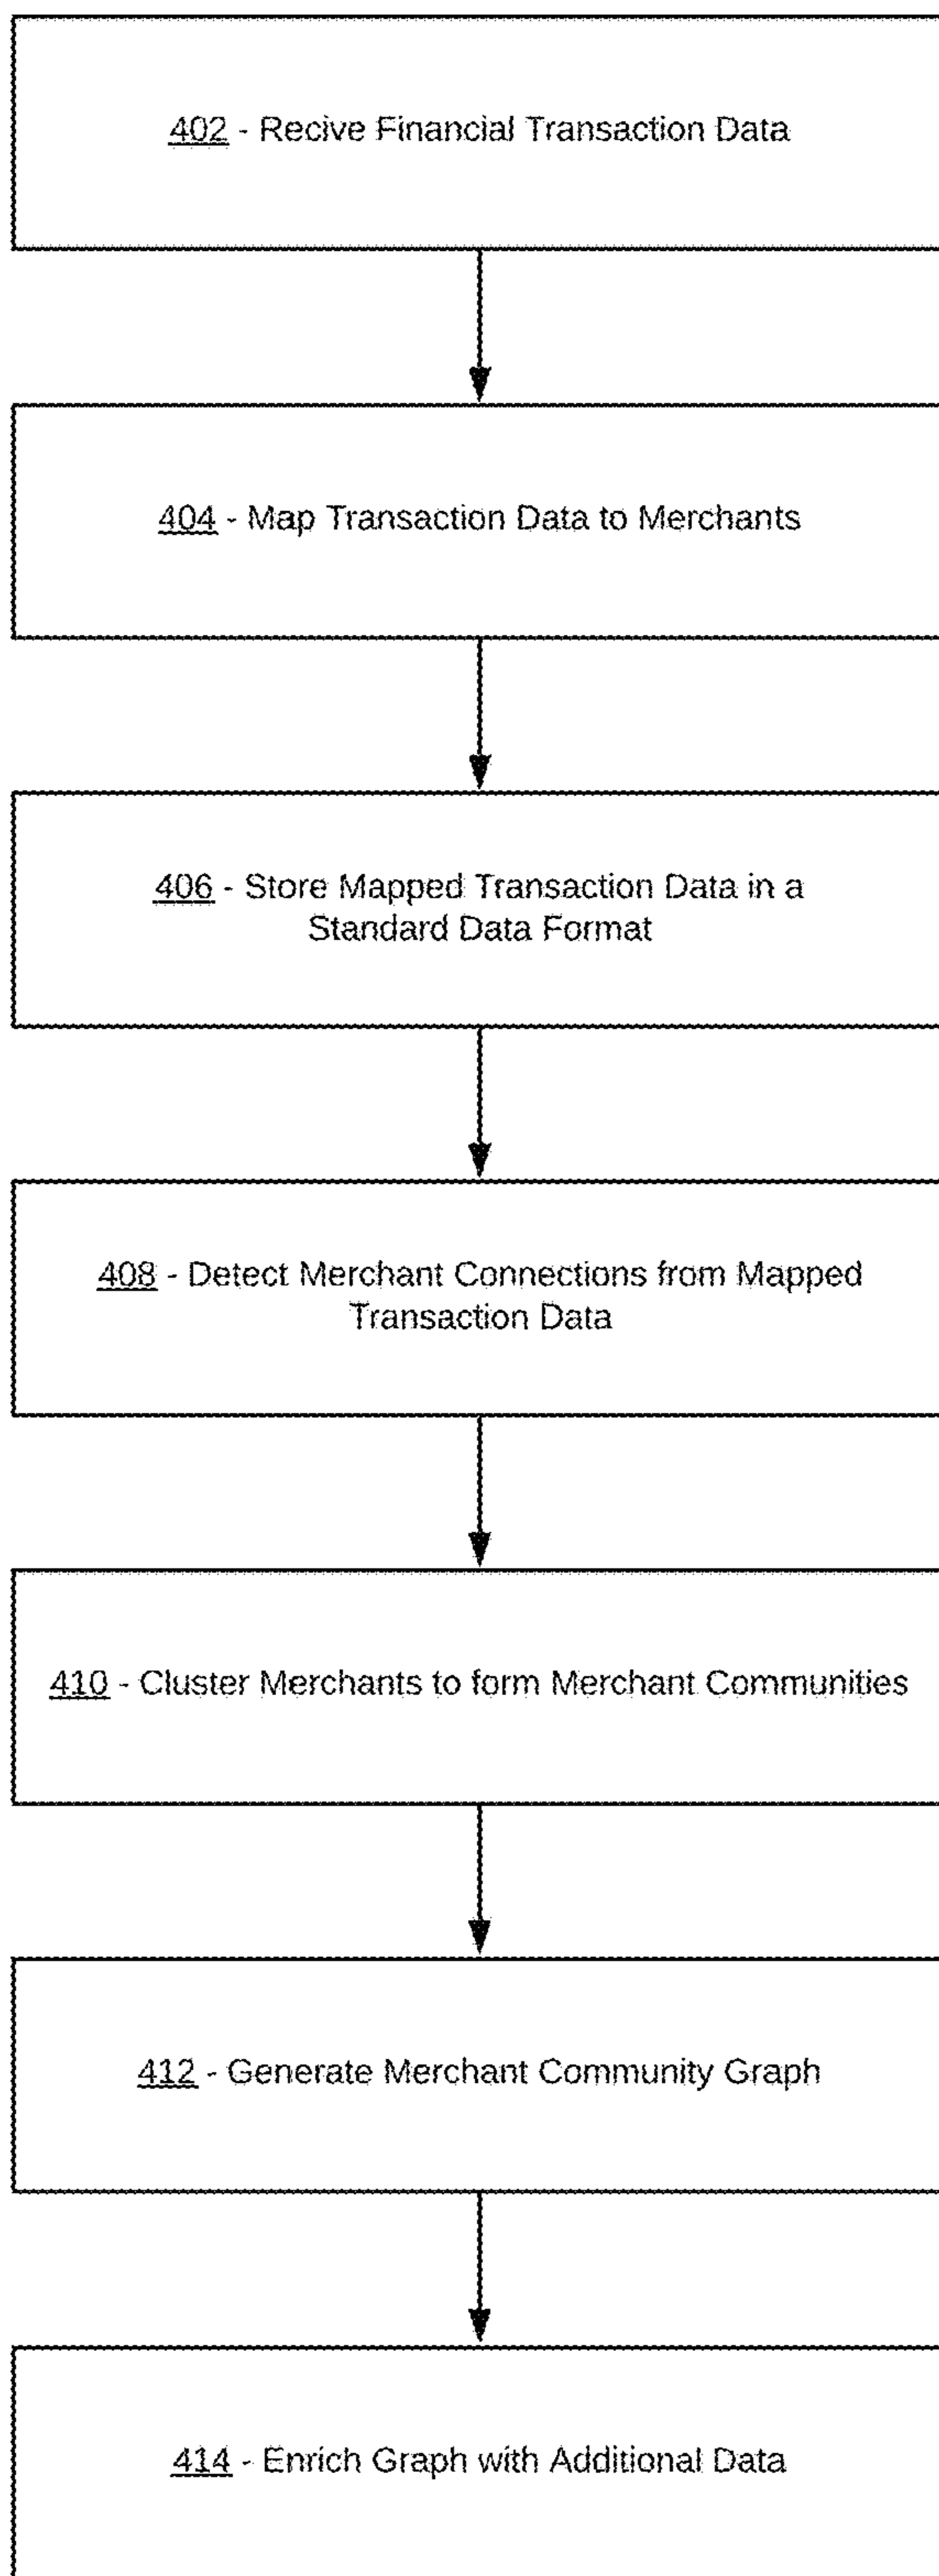 402 - Recive Financial Transaction Data
404 - Map Transaction Data to Merchants
406 - Store Mapped Transaction Data in a
Standard Data Format
408 - Detect Merchant Connections from Mapped
Transaction Data
410 - Cluster Merchants to form Merchant Communities
412 - Generate Merchant Community Graph
414 - Enrich Graph with Additional Data